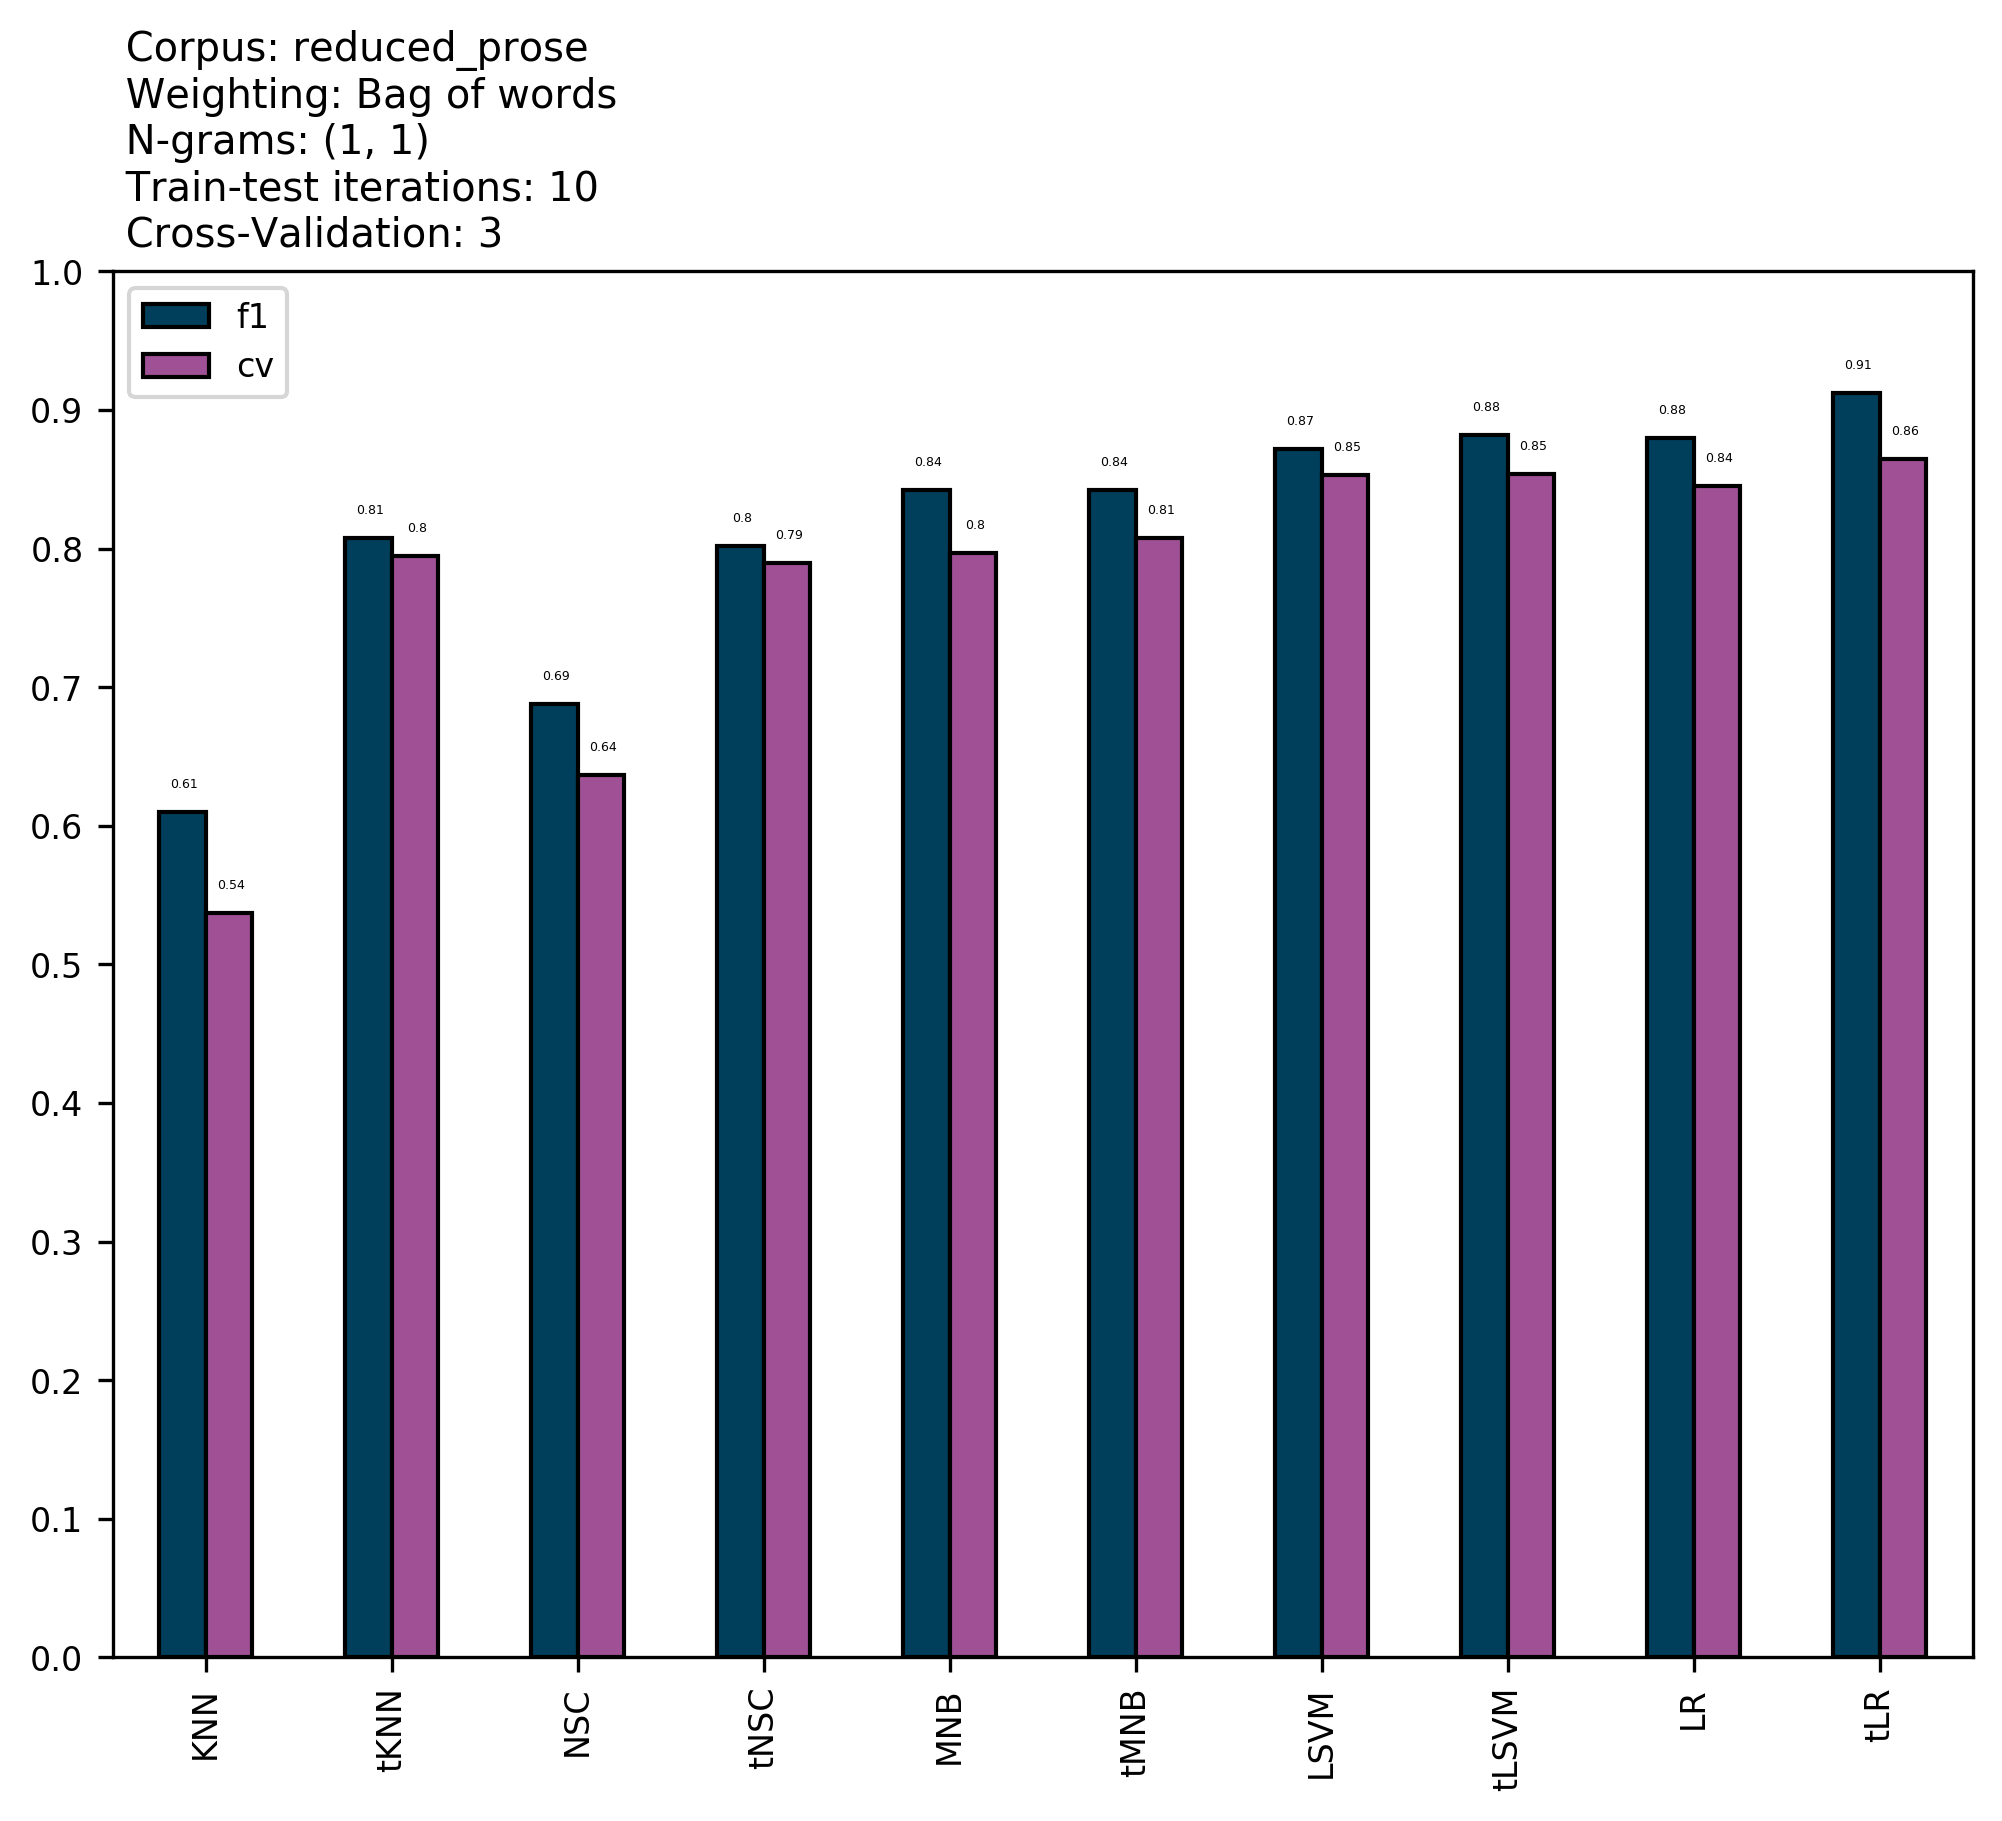 Corpus: reduced_prose
Weighting: Bag of words
N-grams: (1, 1)
Train-test iterations: 10
Cross-Validation: 3
1.0
0.9
0.8
0.7
0.6
0.5
0.4
0.3
0.2
0.1
0.0
f1
cv
0.61
0.54
0.81
0.8
0.69
0.64
0.8
0.79
0.84
0.8
0.84
0.81
0.87
0.85
0.88
0.85
0.88
0.84
0.91
0.86
KNN
tKNN
NSC
tNSC
MNB
tMNB
LSVM
tLSVM
LR
tLR